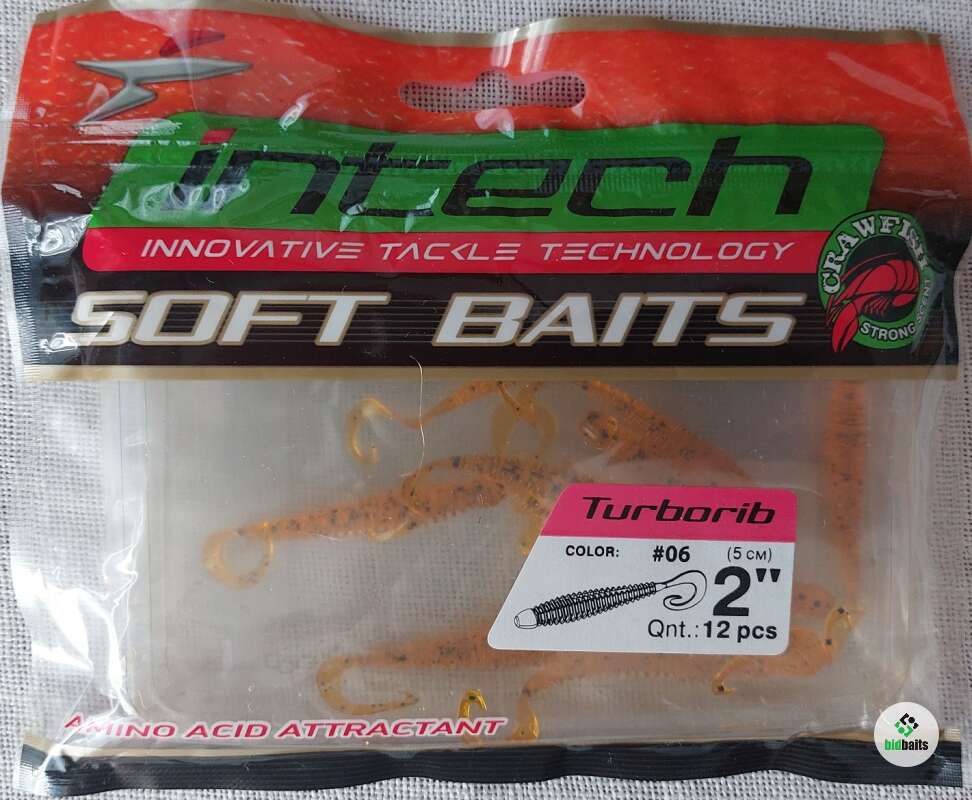 intech
INNOVATIVE TACKLE TECHNOLOGY
SOFT BAITS
CRAWFISH
STRONG SCENT
Turborib
COLOR: #06 (5 CM)
2"
Qnt.: 12 pcs
AMINO ACID ATTRACTANT
bidbaits